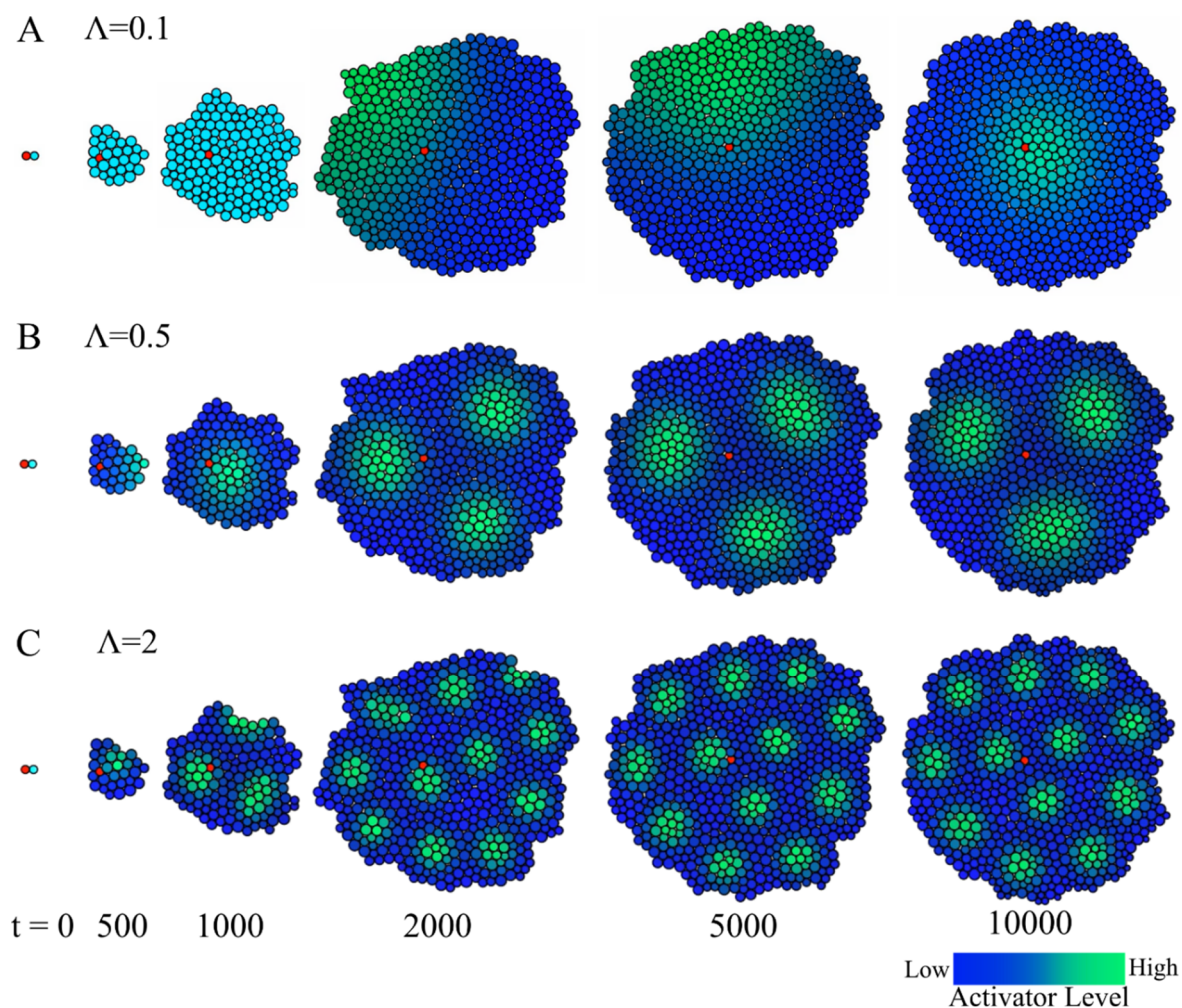 A Λ=0.1
B Λ=0.5
C Λ=2
t = 0 500 1000 2000 5000 10000
Low High
Activator Level